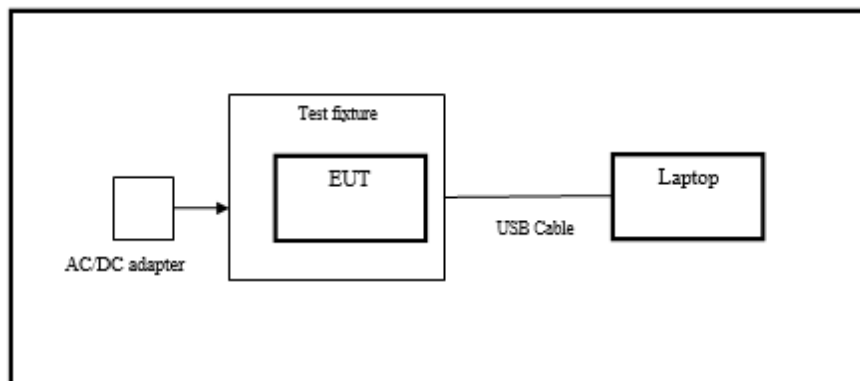 Test fixture
EUT
Laptop
USB Cable
AC/DC adapter